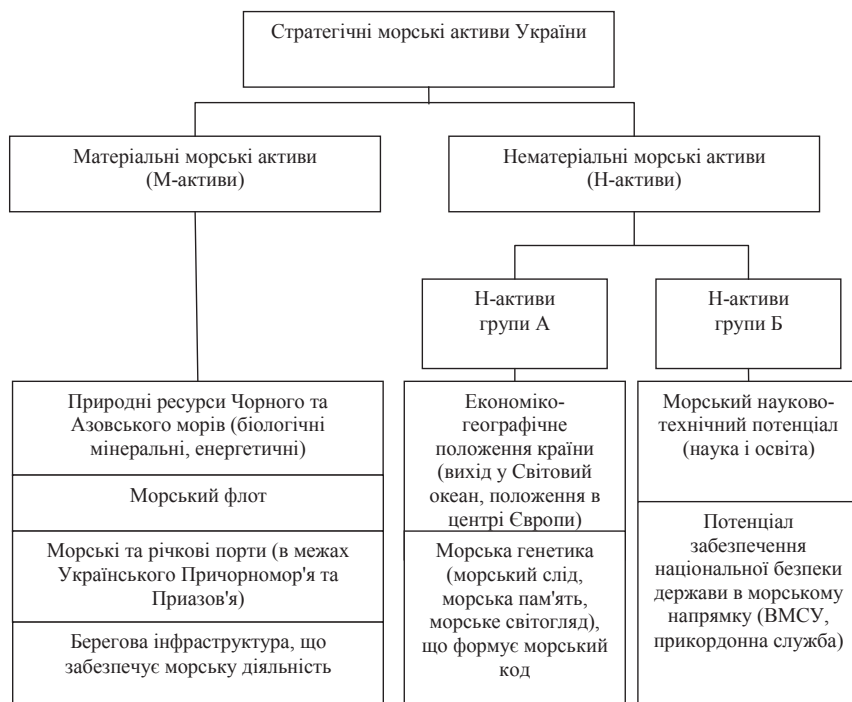 Стратегічні морські активи України
Матеріальні морські активи
(М-активи)
Нематеріальні морські активи
(Н-активи)
Н-активи
групи А
Н-активи
групи Б
Природні ресурси Чорного та
Азовського морів (біологічні
мінеральні, енергетичні)
Морський флот
Морські та річкові порти (в межах
Українського Причорномор'я та
Приазов'я)
Берегова інфраструктура, що
забезпечує морську діяльність
Економіко-
географічне
положення країни
(вихід у Світовий
океан, положення в
центрі Європи)
Морська генетика
(морський слід,
морська пам'ять,
морське світогляд),
що формує морський
код
Морський науково-
технічний потенціал
(наука і освіта)
Потенціал
забезпечення
національної безпеки
держави в морському
напрямку (ВМСУ,
прикордонна служба)